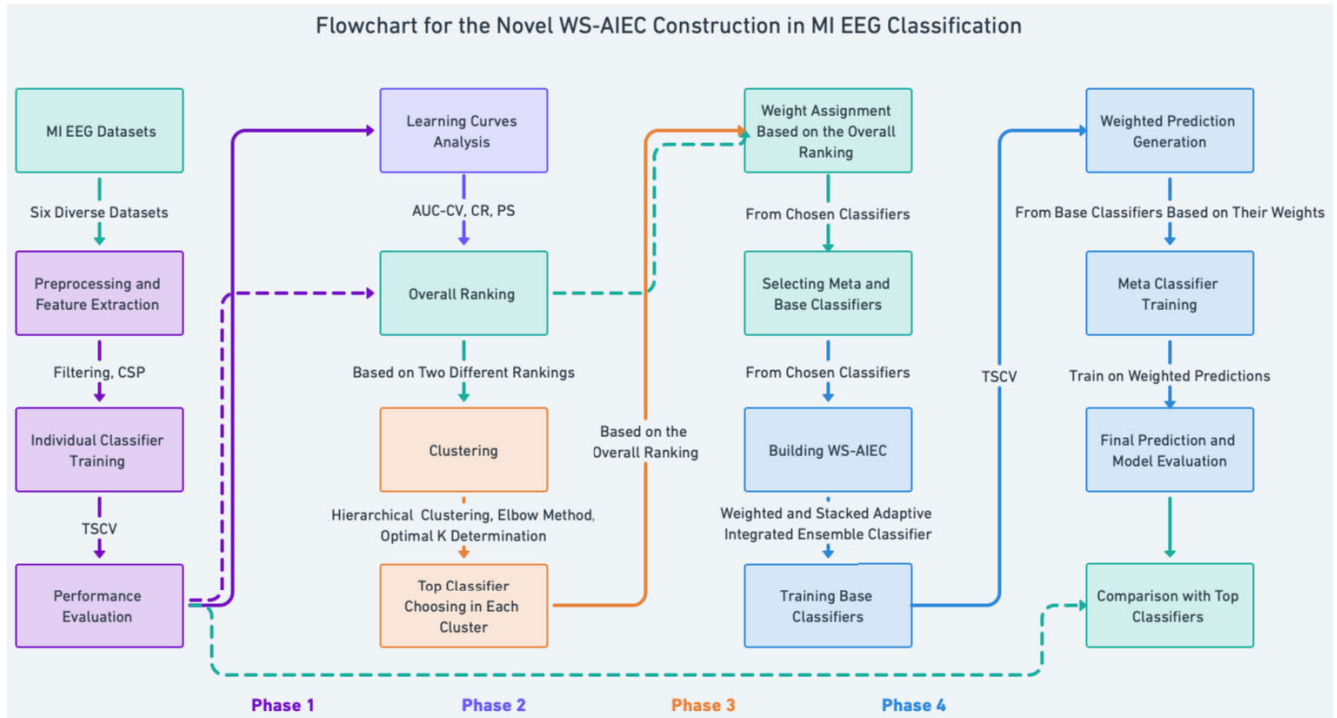 Flowchart for the Novel WS-AIEC Construction in MI EEG Classification
MI EEG Datasets
Six Diverse Datasets
Preprocessing and
Feature Extraction
Filtering, CSP
Individual Classifier
Training
TSCV
Performance
Evaluation
Learning Curves
Analysis
AUC-CV, CR, PS
Overall Ranking
Based on Two Different Rankings
Clustering
Hierarchical Clustering, Elbow Method,
Optimal K Determination
Top Classifier
Choosing in Each
Cluster
Based on the
Overall Ranking
Weight Assignment
Based on the Overall
Ranking
From Chosen Classifiers
Selecting Meta and
Base Classifiers
From Chosen Classifiers
Building WS-AIEC
Weighted and Stacked Adaptive
Integrated Ensemble Classifier
Training Base
Classifiers
TSCV
Weighted Prediction
Generation
From Base Classifiers Based on Their Weights
Meta Classifier
Training
Train on Weighted Predictions
Final Prediction and
Model Evaluation
Comparison with Top
Classifiers
Phase 1
Phase 2
Phase 3
Phase 4